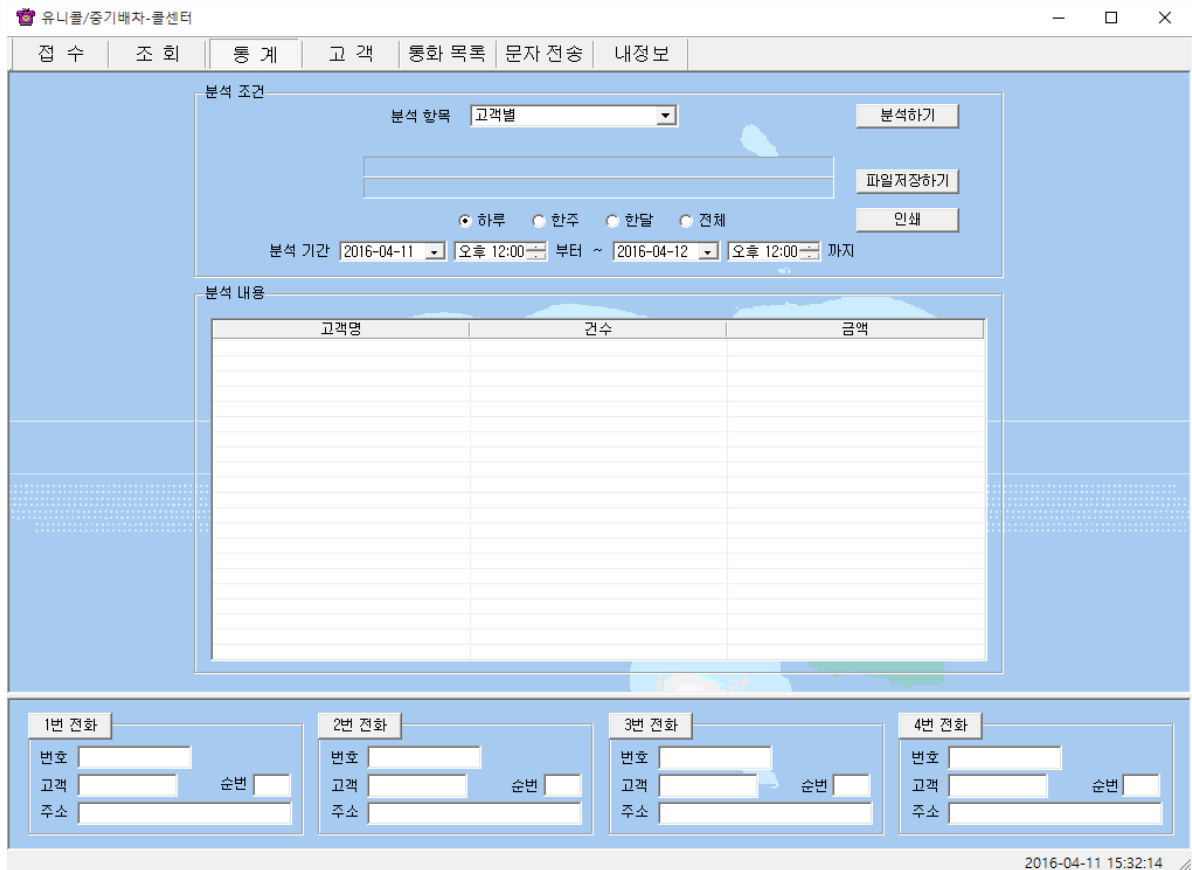 유니콜/중기배차-콜센터
접 수 조 회 통 계 고 객 통화 목록 문자 전송 내정보
분석 조건
분석 항목 고객별 분석하기
파일저장하기
하루 한주 한달 전체 인쇄
분석 기간 2016-04-11 오후 12:00 부터 ~ 2016-04-12 오후 12:00 까지
분석 내용
고객명 건수 금액
1번 전화 2번 전화 3번 전화 4번 전화
번호 번호 번호 번호
고객 순번 고객 순번 고객 순번 고객 순번
주소 주소 주소 주소
2016-04-11 15:32:14